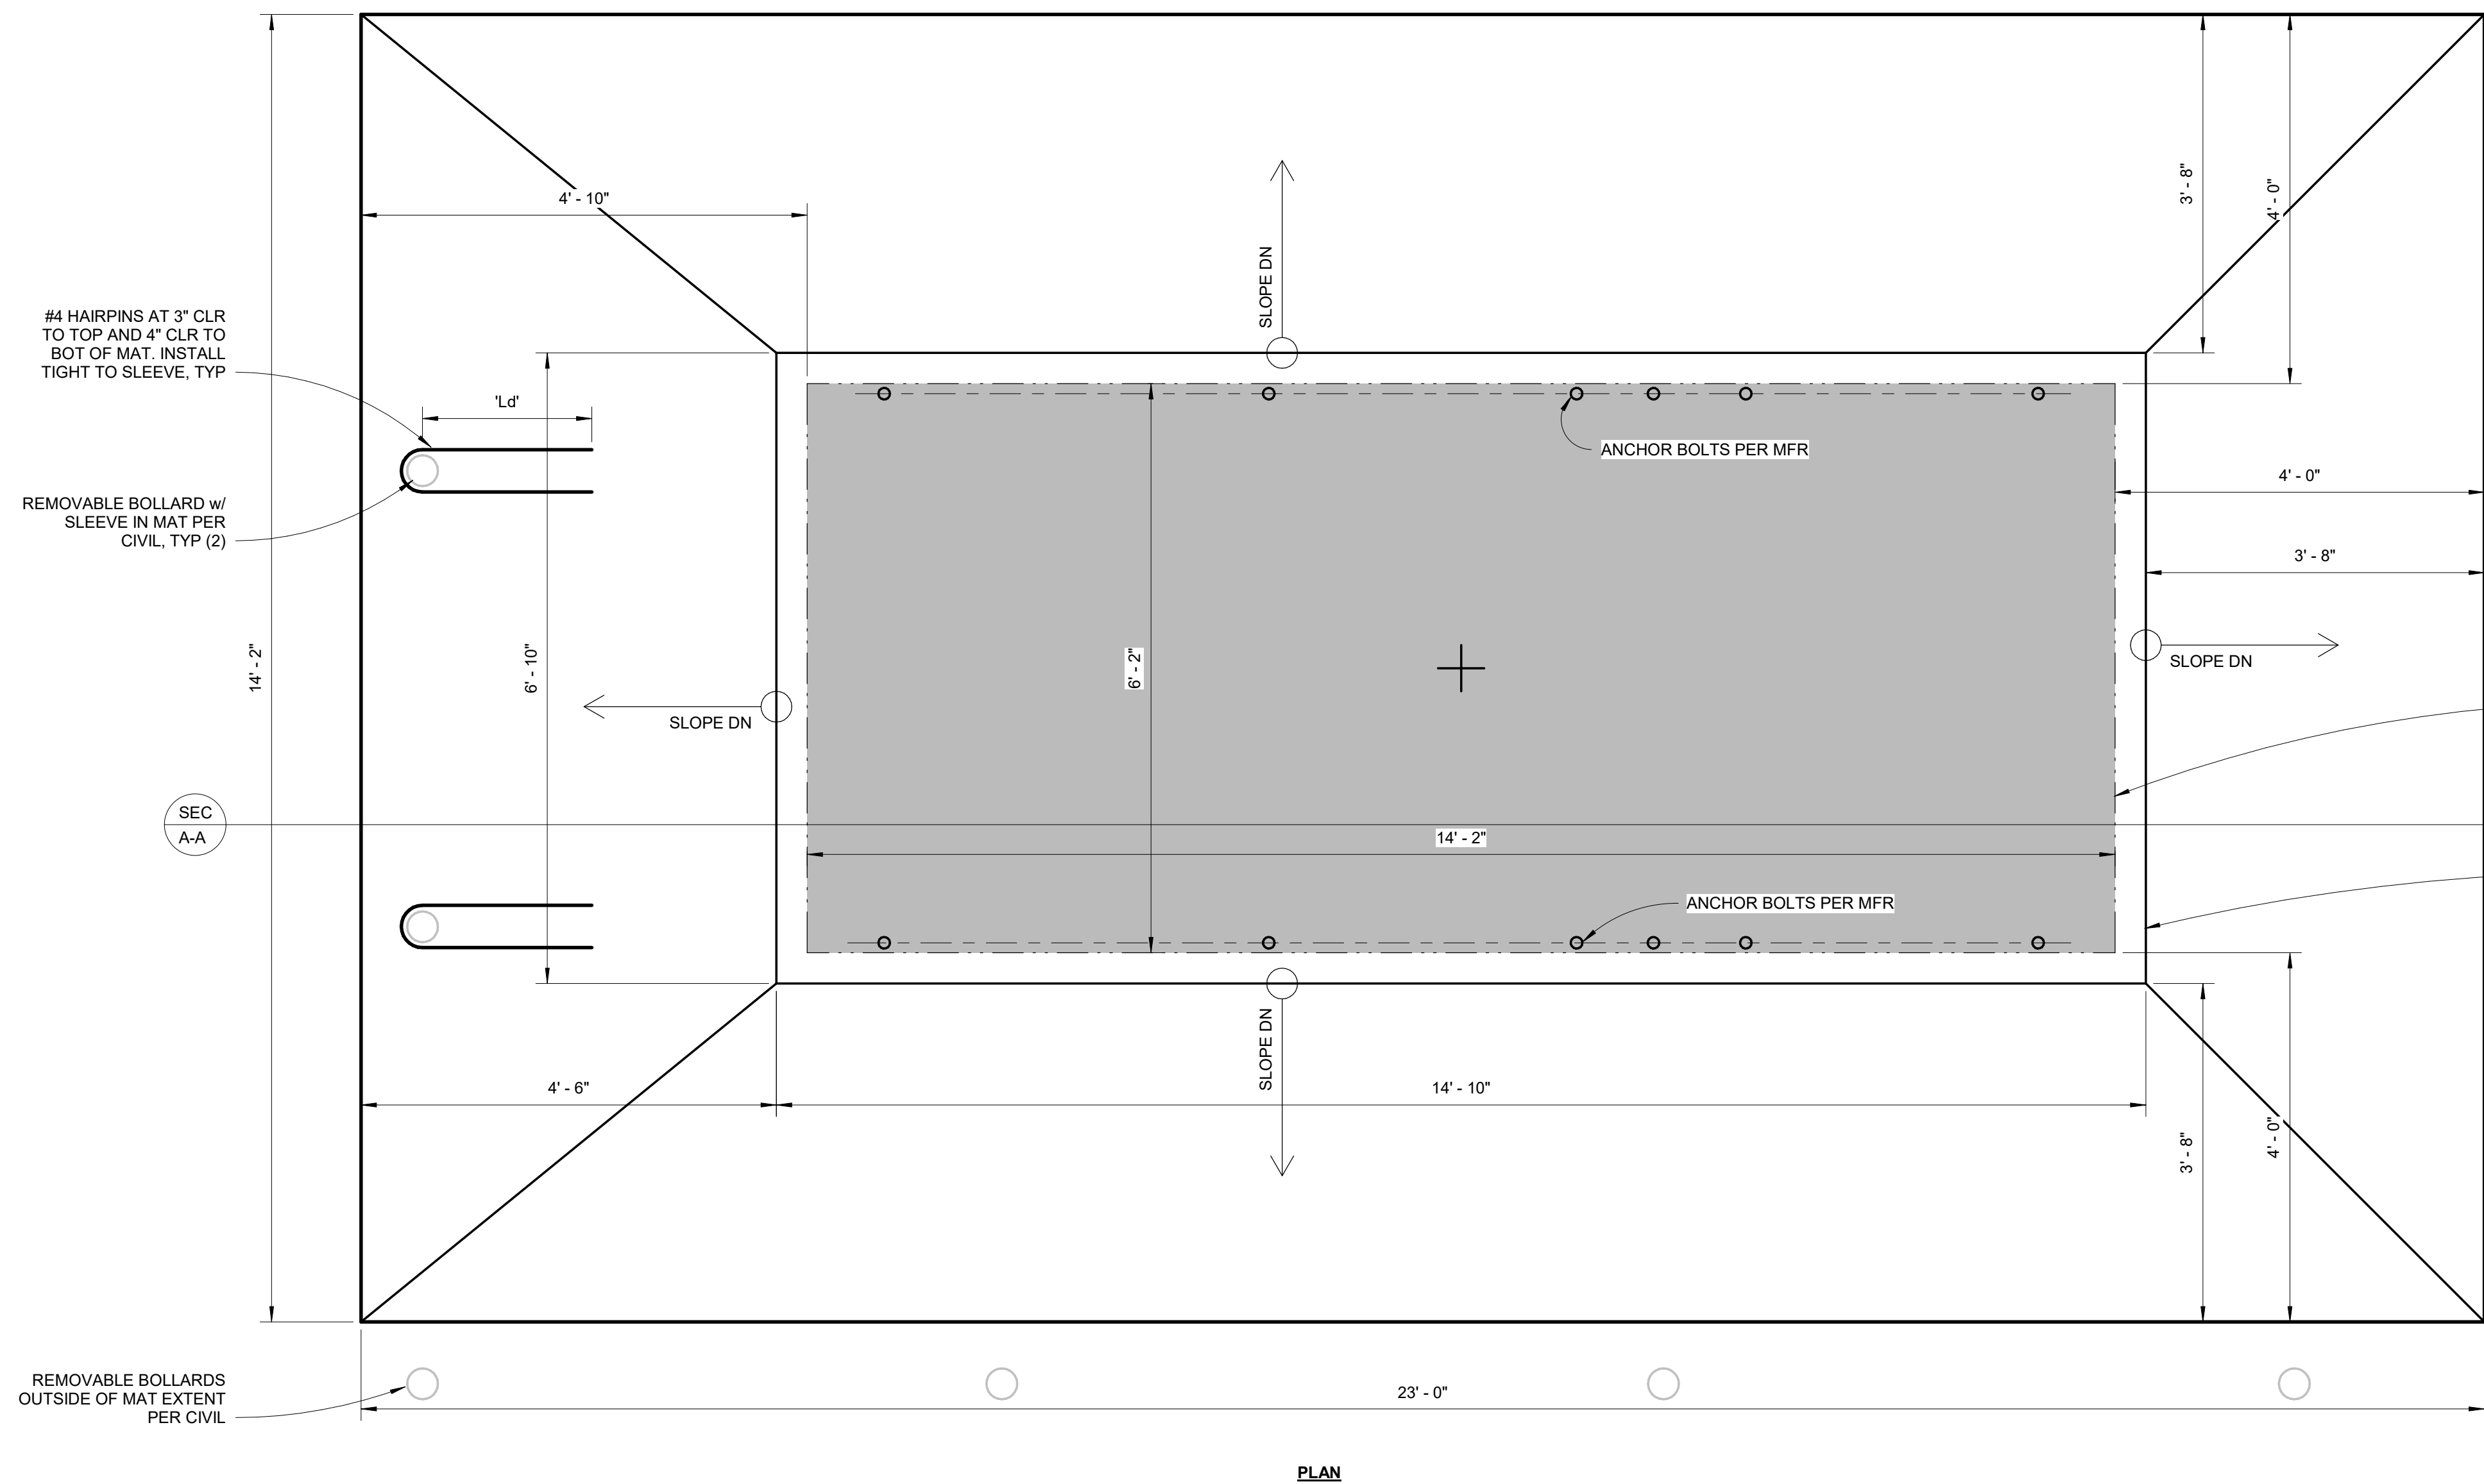 3' - 8"
4' - 0"
4' - 10"
SLOPE DN
#4 HAIRPINS AT 3" CLR
TO TOP AND 4" CLR TO
BOT OF MAT. INSTALL
TIGHT TO SLEEVE, TYP
'Ld'
ANCHOR BOLTS PER MFR
4' - 0"
REMOVABLE BOLLARD w/
SLEEVE IN MAT PER
CIVIL, TYP (2)
3' - 8"
14' - 2"
6' - 10"
6' - 2"
SLOPE DN
SLOPE DN
SEC
A-A
14' - 2"
ANCHOR BOLTS PER MFR
SLOPE DN
4' - 6"
14' - 10"
3' - 8"
4' - 0"
REMOVABLE BOLLARDS
OUTSIDE OF MAT EXTENT
PER CIVIL
23' - 0"
PLAN